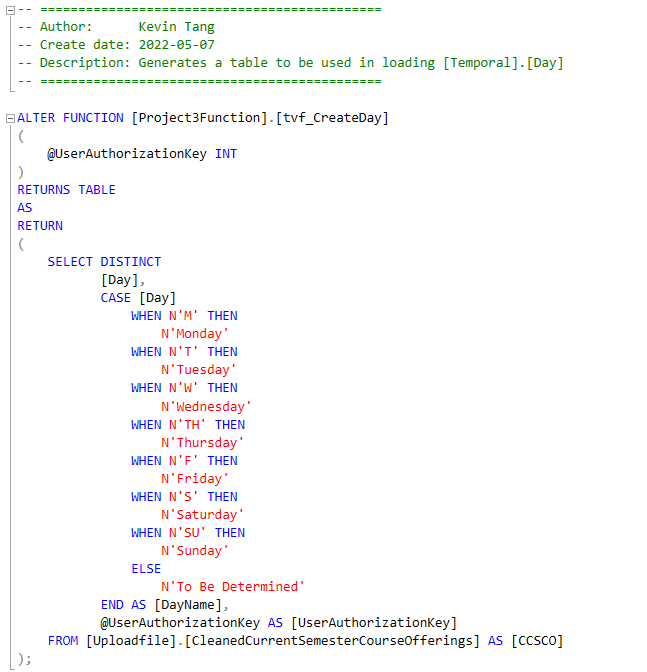 -- =============================================
-- Author:      Kevin Tang
-- Create date: 2022-05-07
-- Description: Generates a table to be used in loading [Temporal].[Day]
-- =============================================
ALTER FUNCTION [Project3Function].[tvf_CreateDay]
(
    @UserAuthorizationKey INT
)
RETURNS TABLE
AS
RETURN
(
    SELECT DISTINCT
           [Day],
           CASE [Day]
               WHEN N'M' THEN
                   N'Monday'
               WHEN N'T' THEN
                   N'Tuesday'
               WHEN N'W' THEN
                   N'Wednesday'
               WHEN N'TH' THEN
                   N'Thursday'
               WHEN N'F' THEN
                   N'Friday'
               WHEN N'S' THEN
                   N'Saturday'
               WHEN N'SU' THEN
                   N'Sunday'
               ELSE
                   N'To Be Determined'
           END AS [DayName],
           @UserAuthorizationKey AS [UserAuthorizationKey]
    FROM [Uploadfile].[CleanedCurrentSemesterCourseOfferings] AS [CCSCO]
);